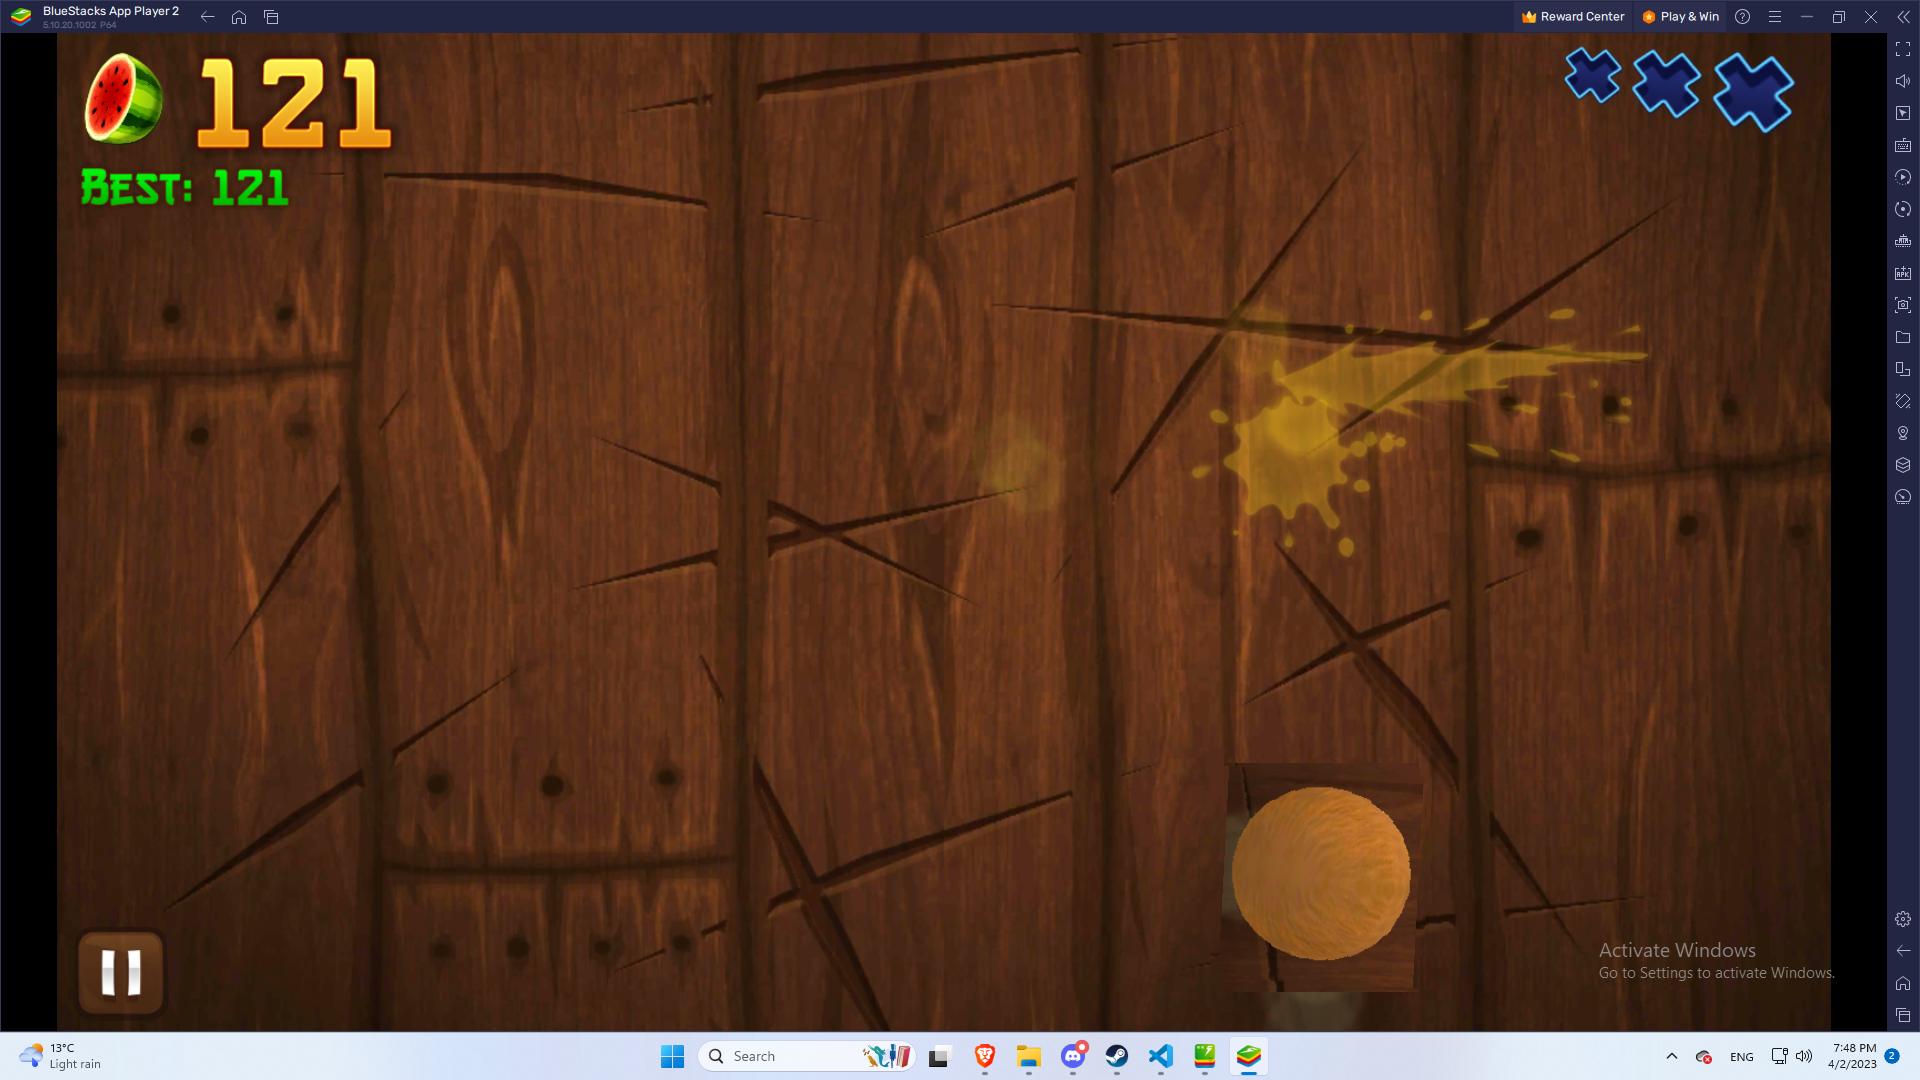 BlueStacks App Player 2
5.10.20.1002 P64
Reward Center
Play & Win
121
BEST: 121
Activate Windows
Go to Settings to activate Windows.
13°C
Light rain
Search
ENG
7:48 PM
4/2/2023
2